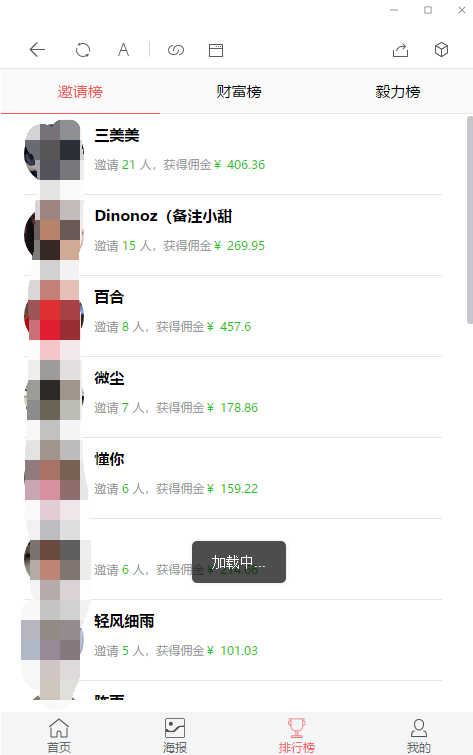 邀请榜
财富榜
毅力榜
三美美
邀请 21 人，获得佣金￥ 406.36
Dinonoz（备注小甜
邀请 15 人，获得佣金￥ 269.95
百合
邀请 8 人，获得佣金￥ 457.6
微尘
邀请 7 人，获得佣金￥ 178.86
懂你
邀请 6 人，获得佣金￥ 159.22
加载中...
邀请 6 人，获得佣金￥
轻风细雨
邀请 5 人，获得佣金￥ 101.03
首页
海报
排行榜
我的